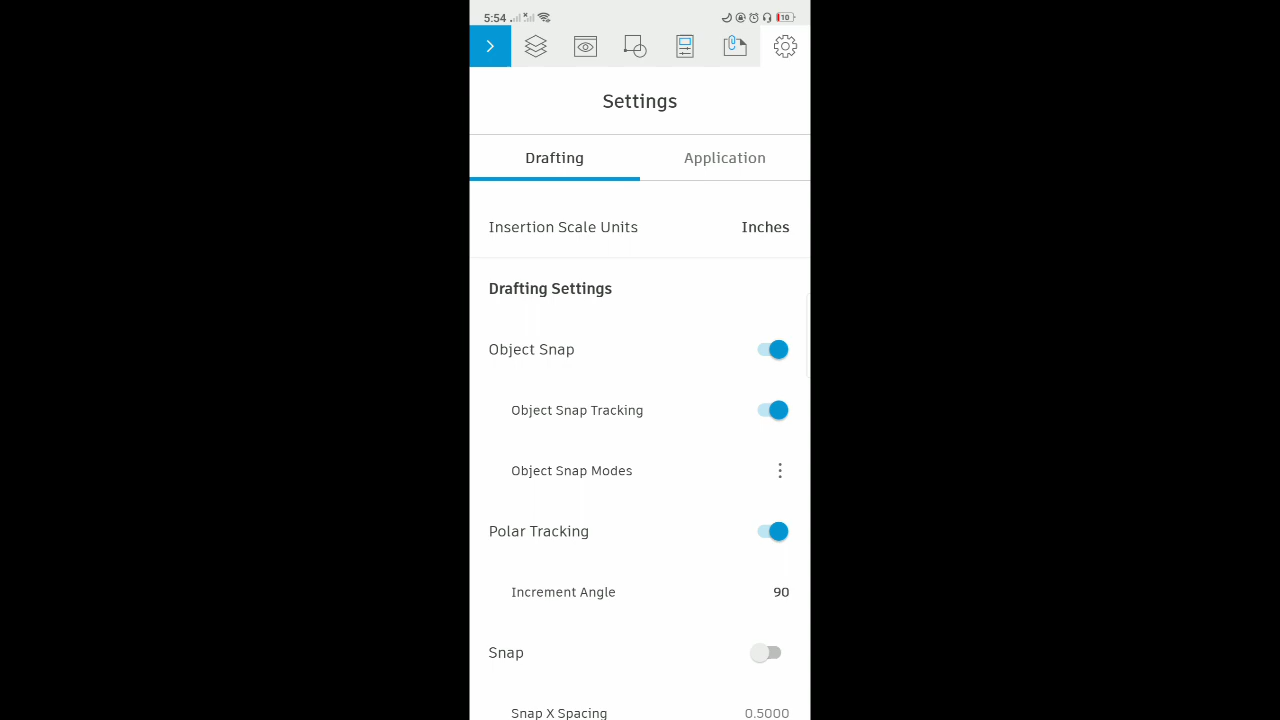 5:54
10
Settings
Drafting Application
Insertion Scale Units Inches
Drafting Settings
Object Snap
Object Snap Tracking
Object Snap Modes
Polar Tracking
Increment Angle 90
Snap
Snap X Spacing 0.5000